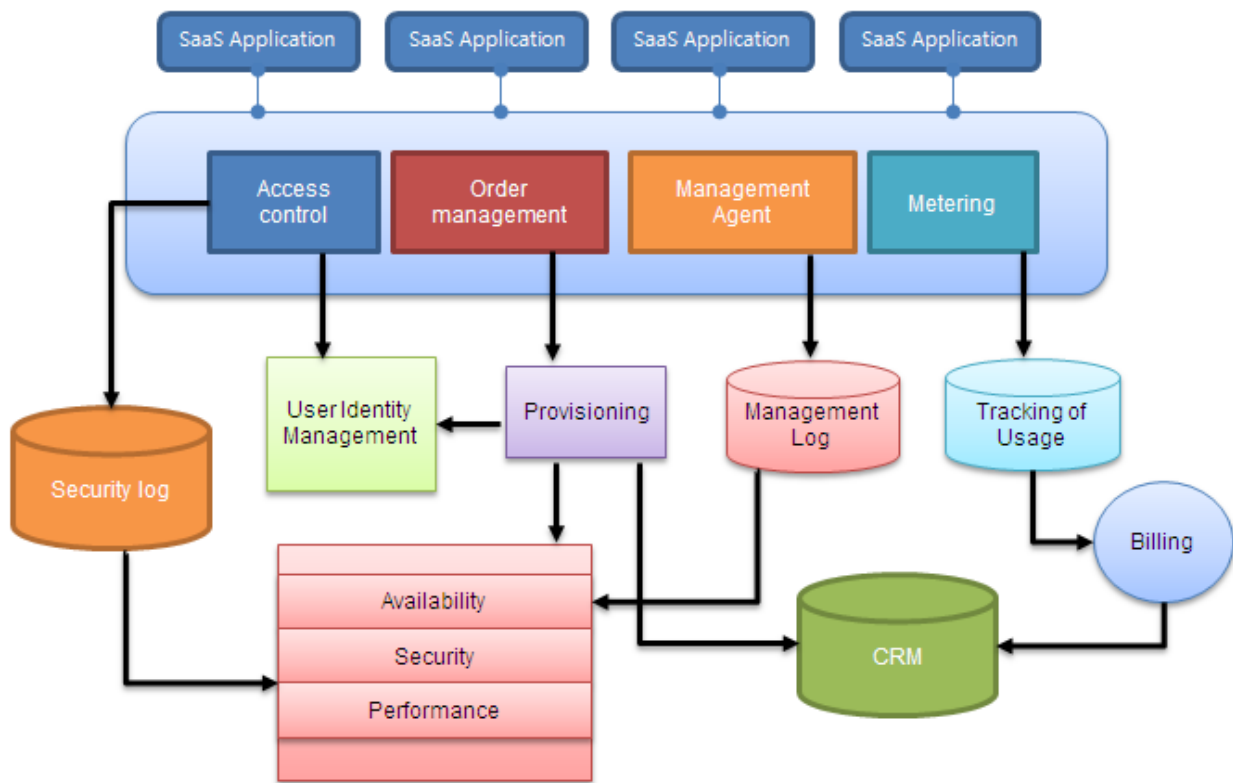 SaaS Application
SaaS Application
SaaS Application
SaaS Application
Access
control
Order
management
Management
Agent
Metering
User Identity
Management
Provisioning
Management
Log
Tracking of
Usage
Security log
Billing
Availability
Security
Performance
CRM